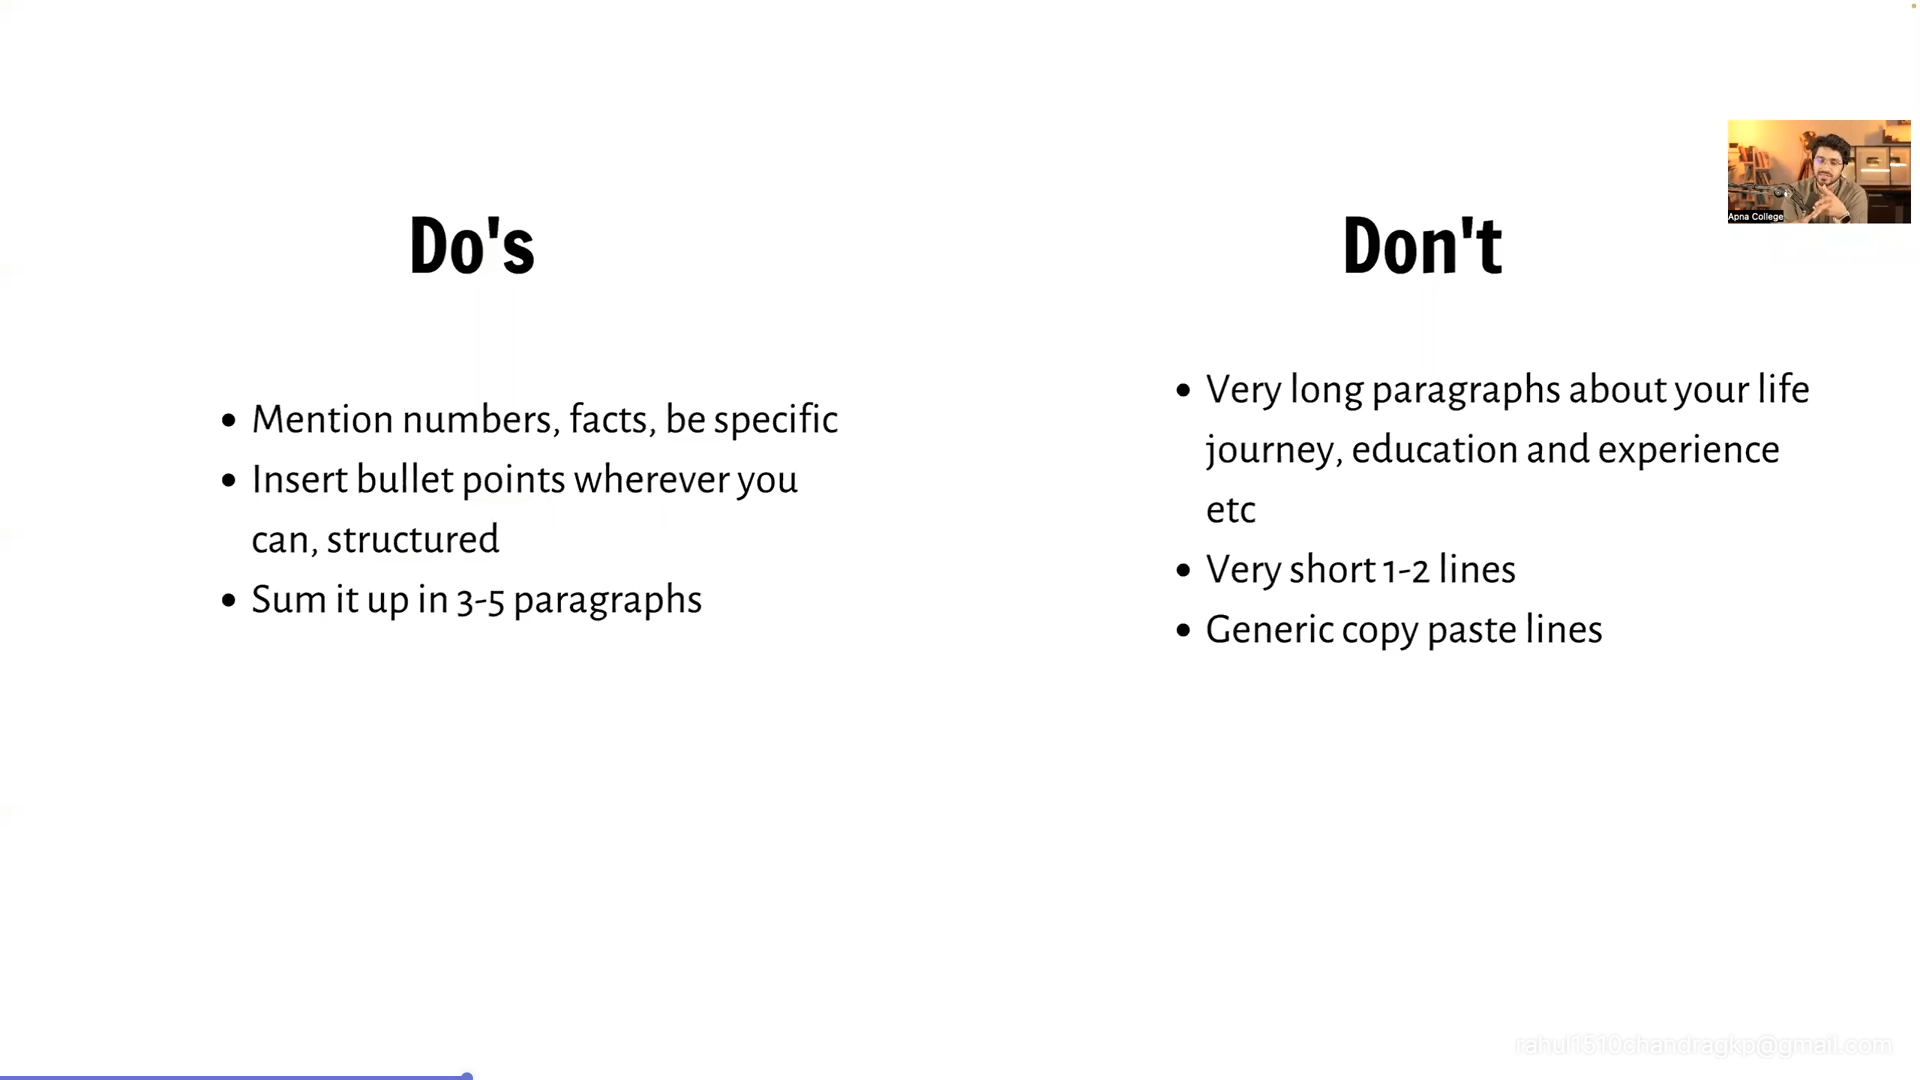 Do's
• Mention numbers, facts, be specific
• Insert bullet points wherever you
can, structured
• Sum it up in 3-5 paragraphs
Don't
• Very long paragraphs about your life
journey, education and experience
etc
• Very short 1-2 lines
• Generic copy paste lines
Apna College
rahul1510chandragkp@gmail.com